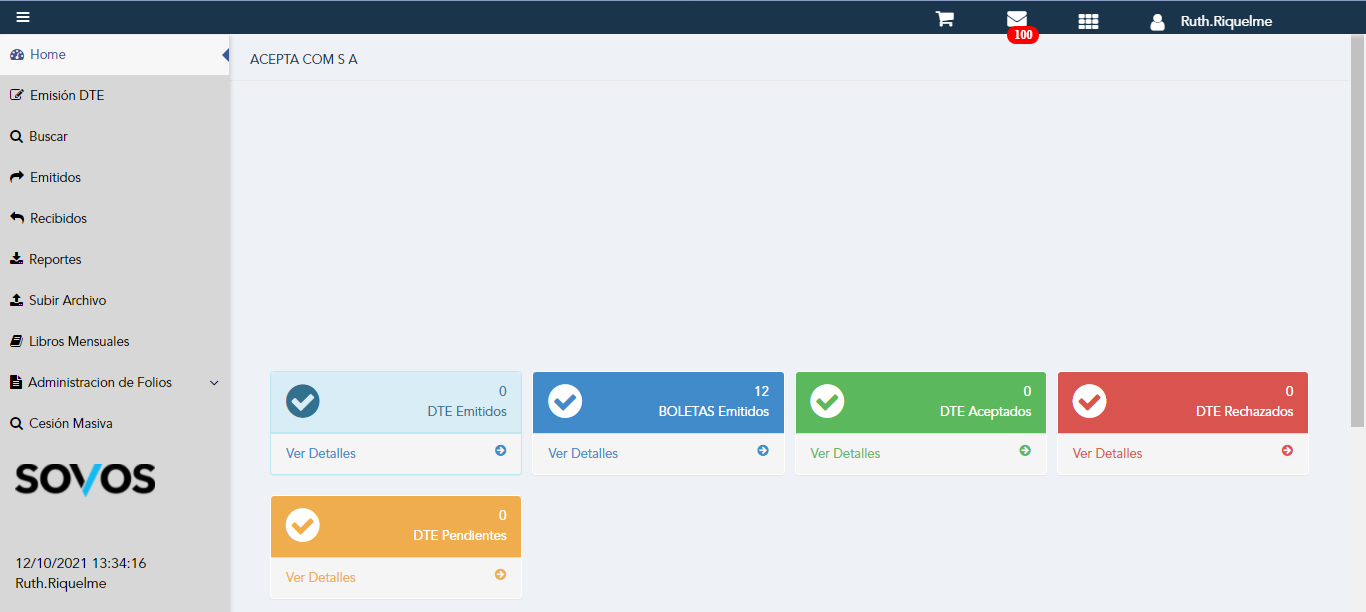 100
Ruth.Riquelme
Home
ACEPTA COM S A
Emisión DTE
Buscar
Emitidos
Recibidos
Reportes
Subir Archivo
Libros Mensuales
Administracion de Folios
Cesión Masiva
SOVOS
12/10/2021 13:34:16
Ruth.Riquelme
0
DTE Emitidos
Ver Detalles
12
BOLETAS Emitidos
Ver Detalles
0
DTE Aceptados
Ver Detalles
0
DTE Rechazados
Ver Detalles
0
DTE Pendientes
Ver Detalles